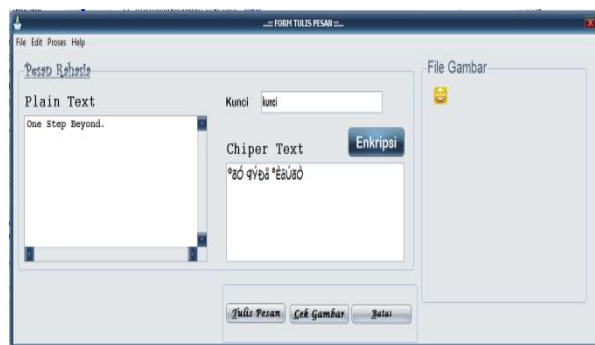 ..:: FORM TULIS PESAN ::..
File Edit Proses Help
Pesan Rahasia
File Gambar
Plain Text
Kunci kunci
One Step Beyond.
Enkripsi
Chiper Text
Tulis Pesan Cek Gambar Batal